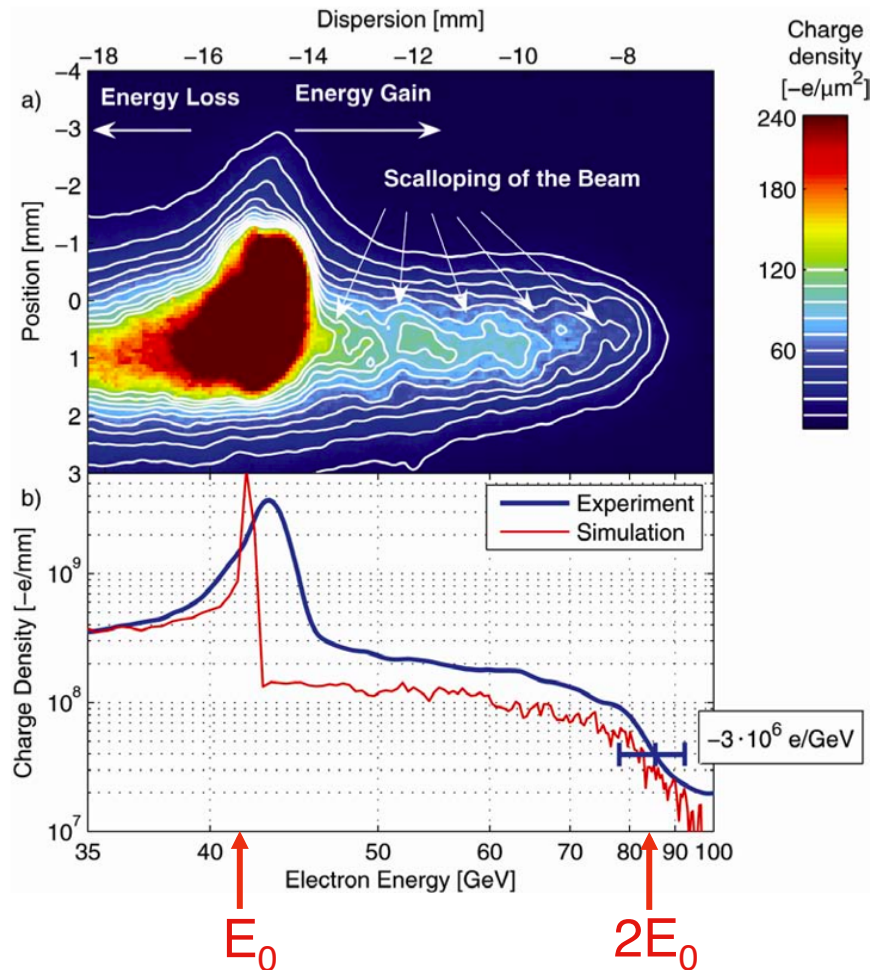 Dispersion [mm]
−18 −16 −14 −12 −10 −8
Charge
density
[−e/µm²]
a)
Energy Loss
Energy Gain
Scalloping of the Beam
Position [mm]
−4
−3
−2
−1
0
1
2
3
240
180
120
60
b)
Experiment
Simulation
Charge Density [−e/mm]
10⁹
10⁸
10⁷
−3·10⁶ e/GeV
35 40 50 60 70 80 90 100
Electron Energy [GeV]
E₀
2E₀